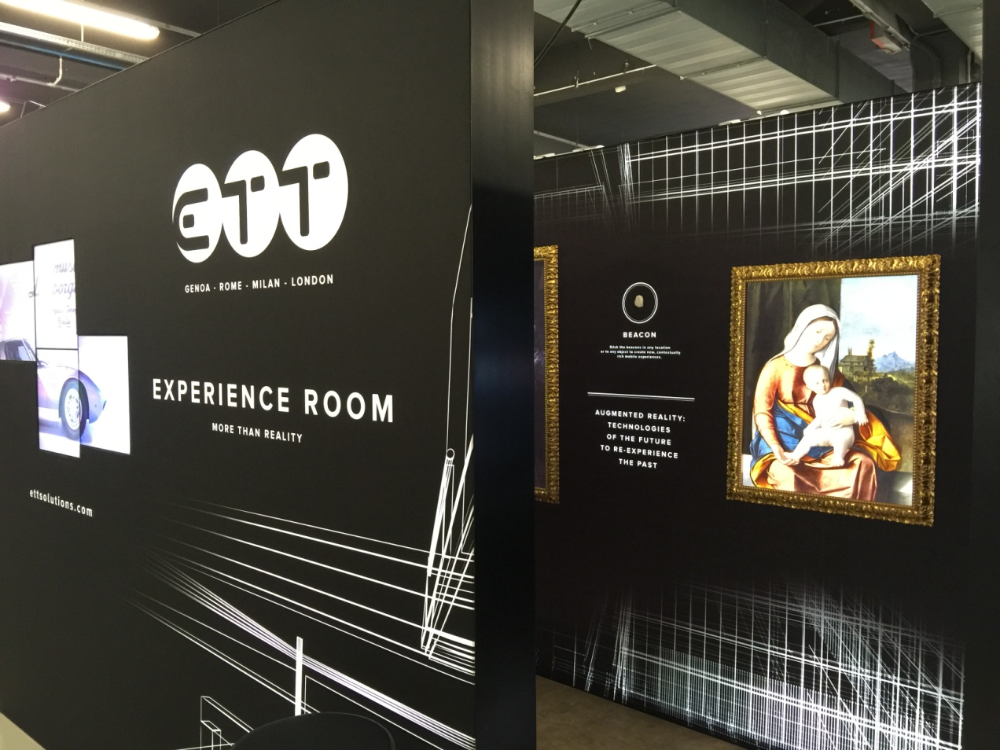 ETT
GENOA - ROME - MILAN - LONDON
EXPERIENCE ROOM
MORE THAN REALITY
ettsolutions.com
BEACON
Stick the beacons in any location
or to any object to create new, contextually
rich mobile experiences.
AUGMENTED REALITY:
TECHNOLOGIES
OF THE FUTURE
TO RE-EXPERIENCE
THE PAST